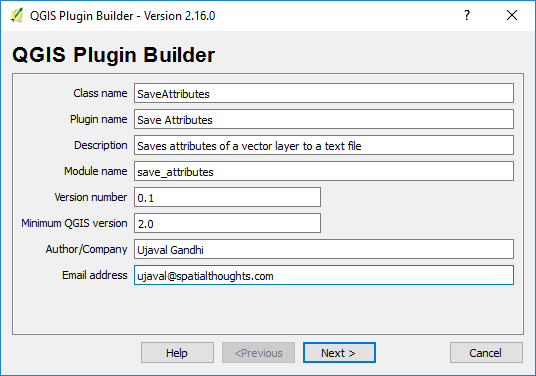 QGIS Plugin Builder - Version 2.16.0
QGIS Plugin Builder
Class name SaveAttributes
Plugin name Save Attributes
Description Saves attributes of a vector layer to a text file
Module name save_attributes
Version number 0.1
Minimum QGIS version 2.0
Author/Company Ujaval Gandhi
Email address ujaval@spatialthoughts.com
Help <Previous Next > Cancel